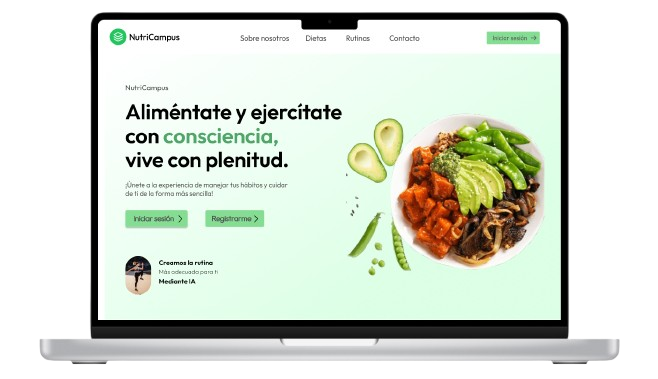 NutriCampus
Sobre nosotros
Dietas
Rutinas
Contacto
Iniciar sesión →
NutriCampus
Aliméntate y ejercítate
con consciencia,
vive con plenitud.
¡Únete a la experiencia de manejar tus hábitos y cuidar
de ti de la forma más sencilla!
Iniciar sesión >
Registrarme >
Creamos la rutina
Más adecuada para ti
Mediante IA